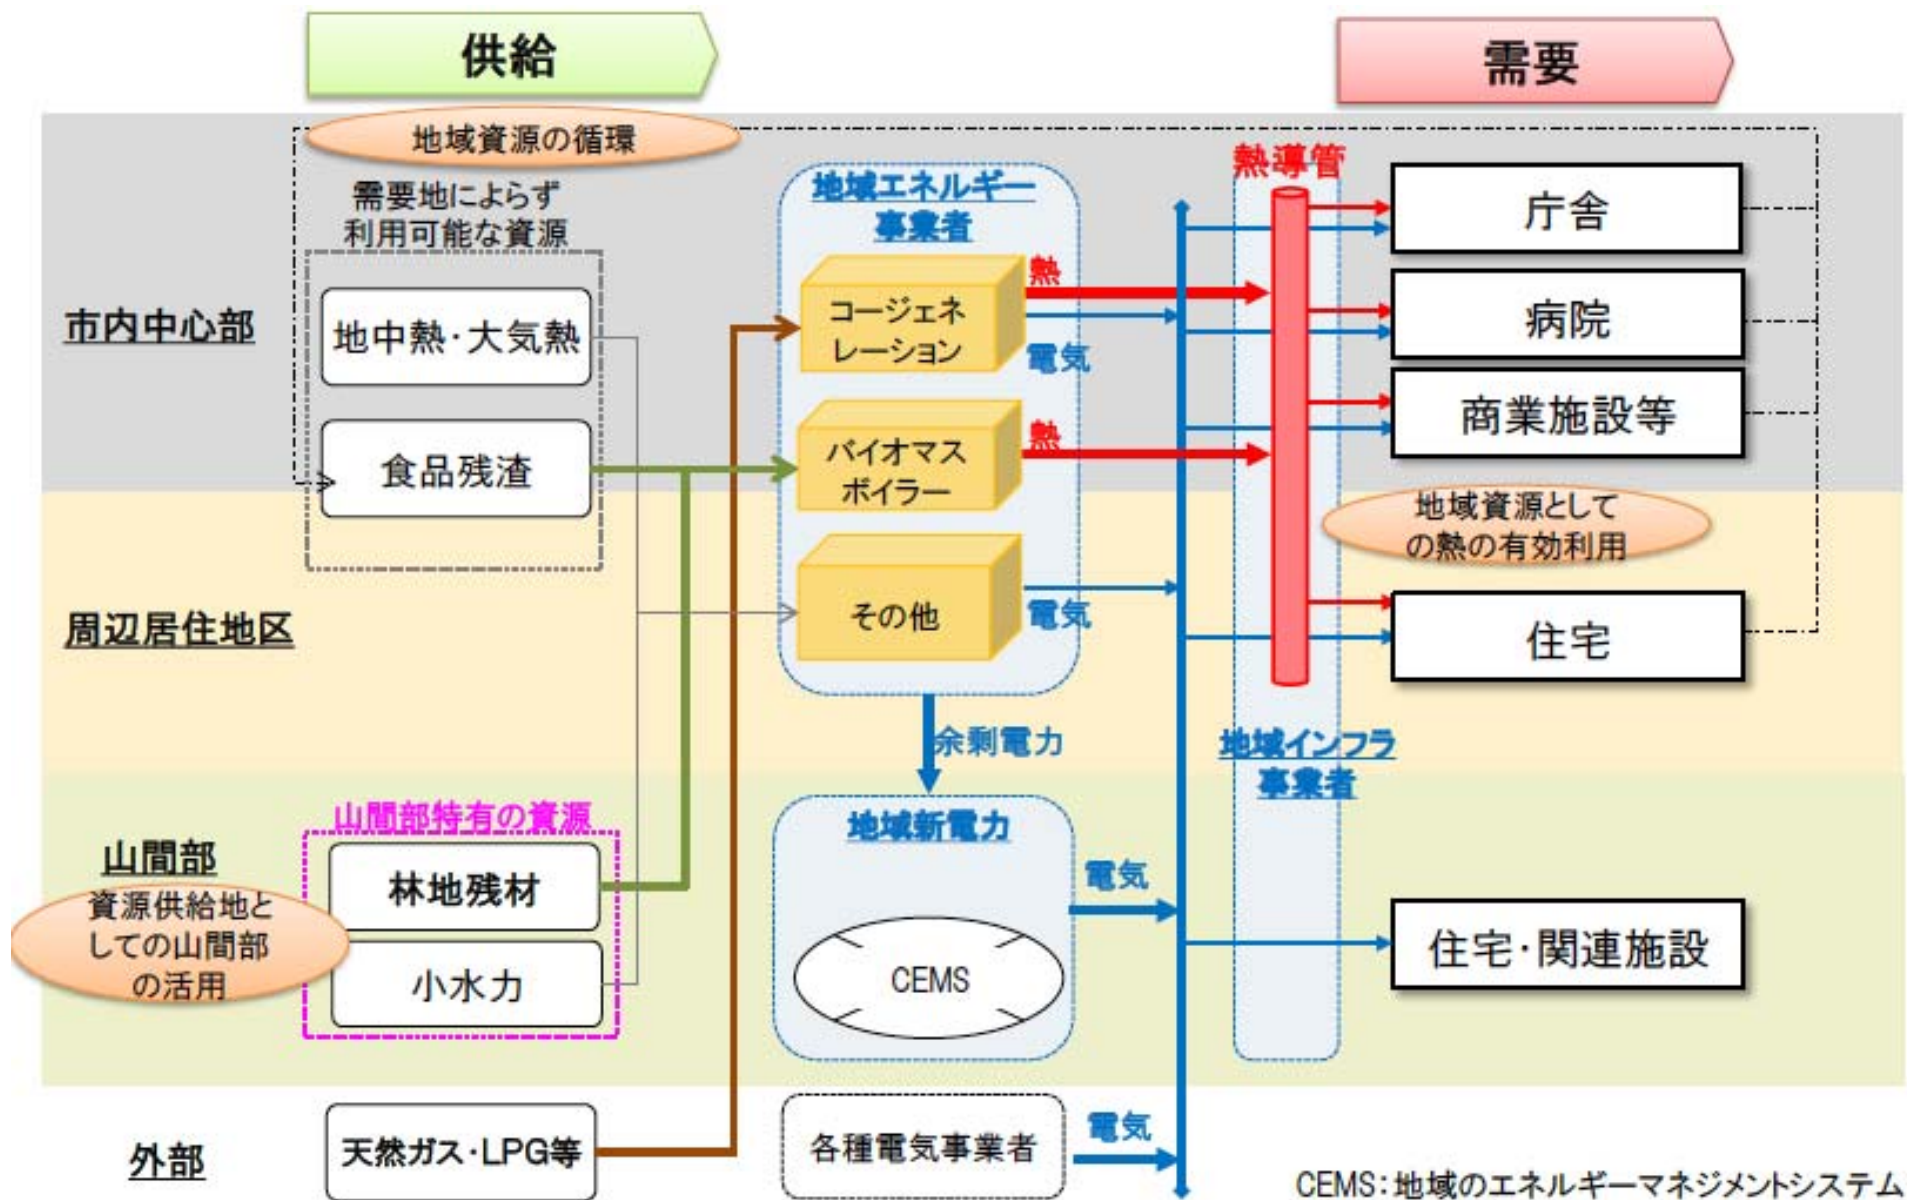 供給
需要
地域資源の循環
需要地によらず
利用可能な資源
地域エネルギー
事業者
熱導管
庁舎
市内中心部
地中熱・大気熱
コージェネ
レーション
熱
電気
病院
食品残渣
バイオマス
ボイラー
熱
商業施設等
地域資源として
の熱の有効利用
周辺居住地区
その他
電気
住宅
余剰電力
地域インフラ
事業者
山間部特有の資源
山間部
資源供給地と
しての山間部
の活用
林地残材
小水力
地域新電力
電気
CEMS
住宅・関連施設
外部
天然ガス・LPG等
各種電気事業者
電気
CEMS：地域のエネルギーマネジメントシステム